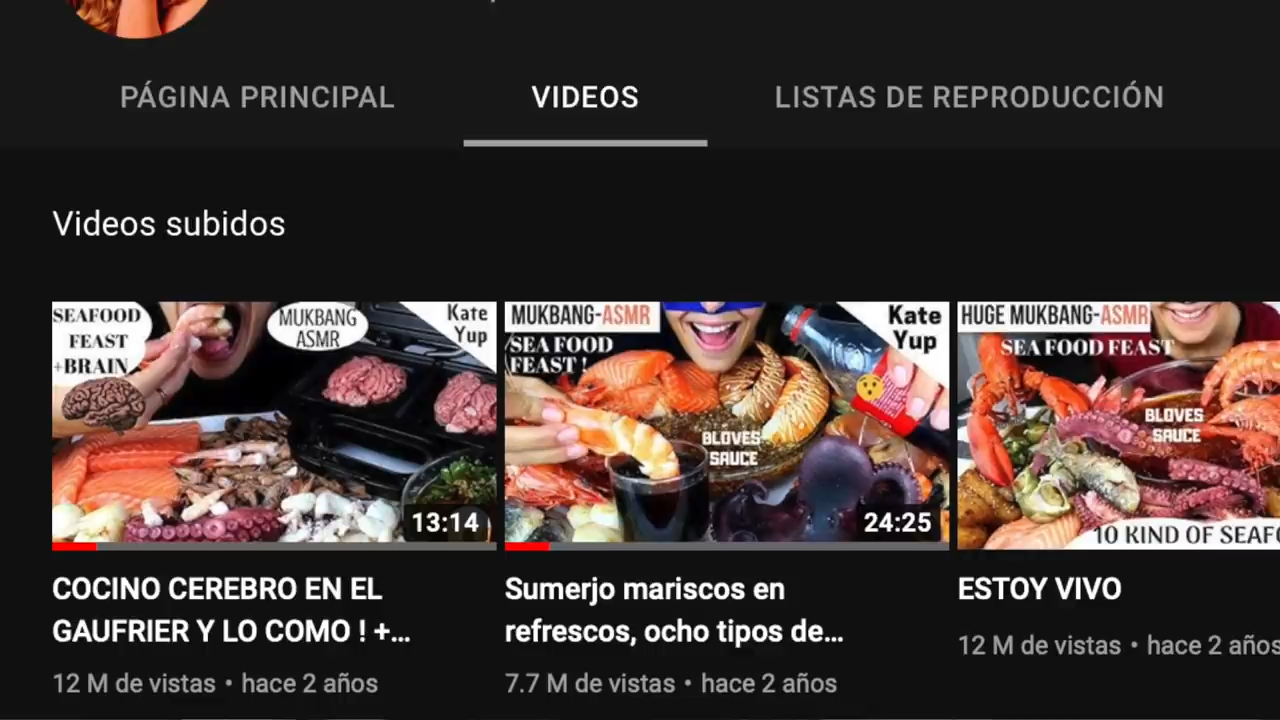 PÁGINA PRINCIPAL
VIDEOS
LISTAS DE REPRODUCCIÓN
Videos subidos
SEAFOOD
FEAST
+BRAIN
MUKBANG
ASMR
Kate
Yup
13:14
MUKBANG-ASMR
SEA FOOD
FEAST !
Kate
Yup
BLOVES
SAUCE
24:25
HUGE MUKBANG-ASMR
SEA FOOD FEAST
BLOVES
SAUCE
10 KIND OF SEAF
COCINO CEREBRO EN EL
GAUFRIER Y LO COMO ! +...
12 M de vistas • hace 2 años
Sumerjo mariscos en
refrescos, ocho tipos de...
7.7 M de vistas • hace 2 años
ESTOY VIVO
12 M de vistas • hace 2 años